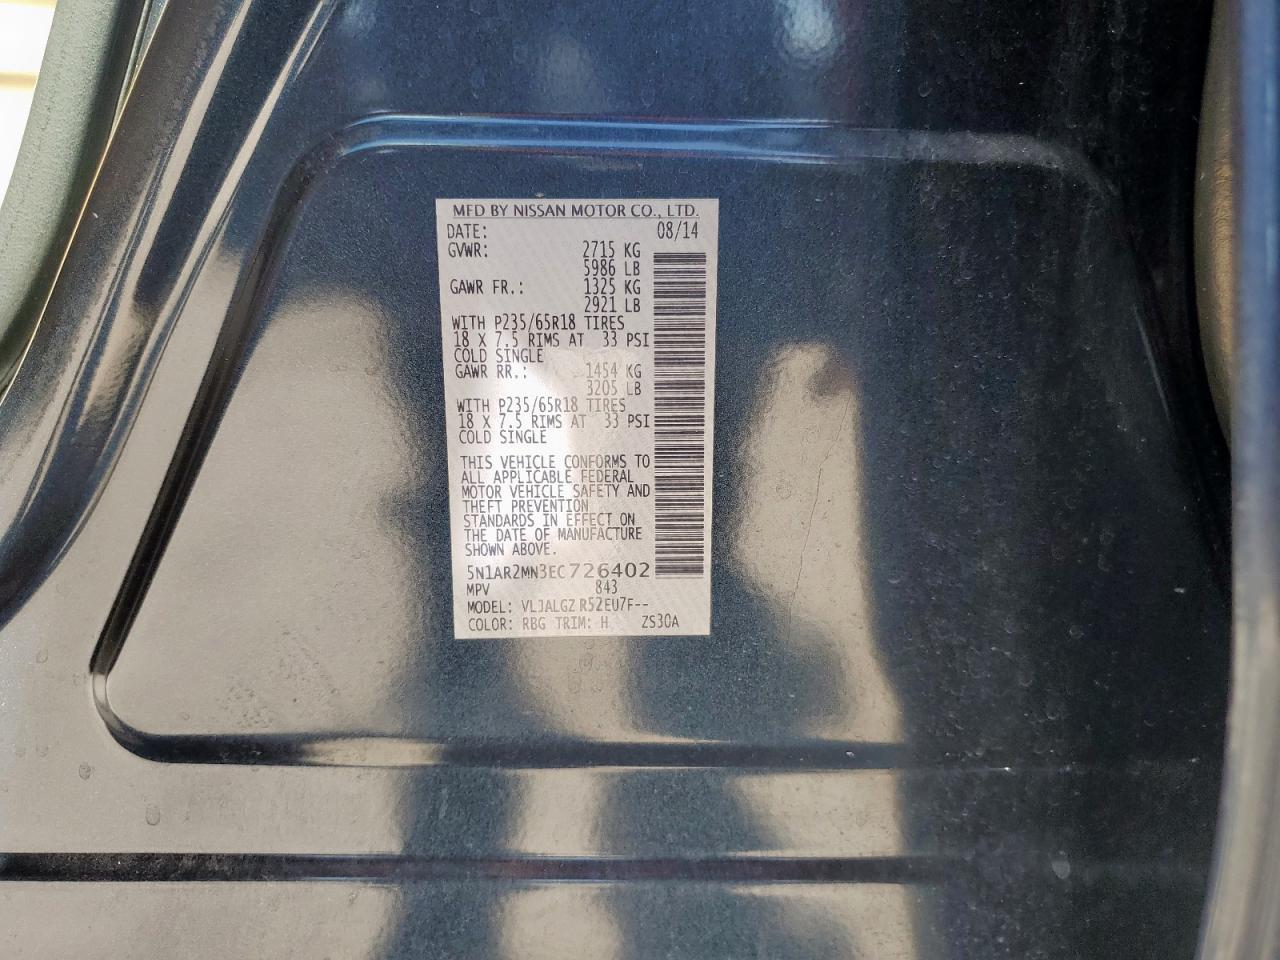 MFD BY NISSAN MOTOR CO., LTD.
DATE: 08/14
GVWR: 2715 KG
5986 LB
GAWR FR.: 1325 KG
2921 LB
WITH P235/65R18 TIRES
18 X 7.5 RIMS AT 33 PSI
COLD SINGLE
GAWR RR.: 1454 KG
3205 LB
WITH P235/65R18 TIRES
18 X 7.5 RIMS AT 33 PSI
COLD SINGLE
THIS VEHICLE CONFORMS TO
ALL APPLICABLE FEDERAL
MOTOR VEHICLE SAFETY AND
THEFT PREVENTION
STANDARDS IN EFFECT ON
THE DATE OF MANUFACTURE
SHOWN ABOVE.
5N1AR2MN3EC726402
MPV 843
MODEL: VLJALGZ R52EU7F--
COLOR: RBG TRIM: H ZS30A